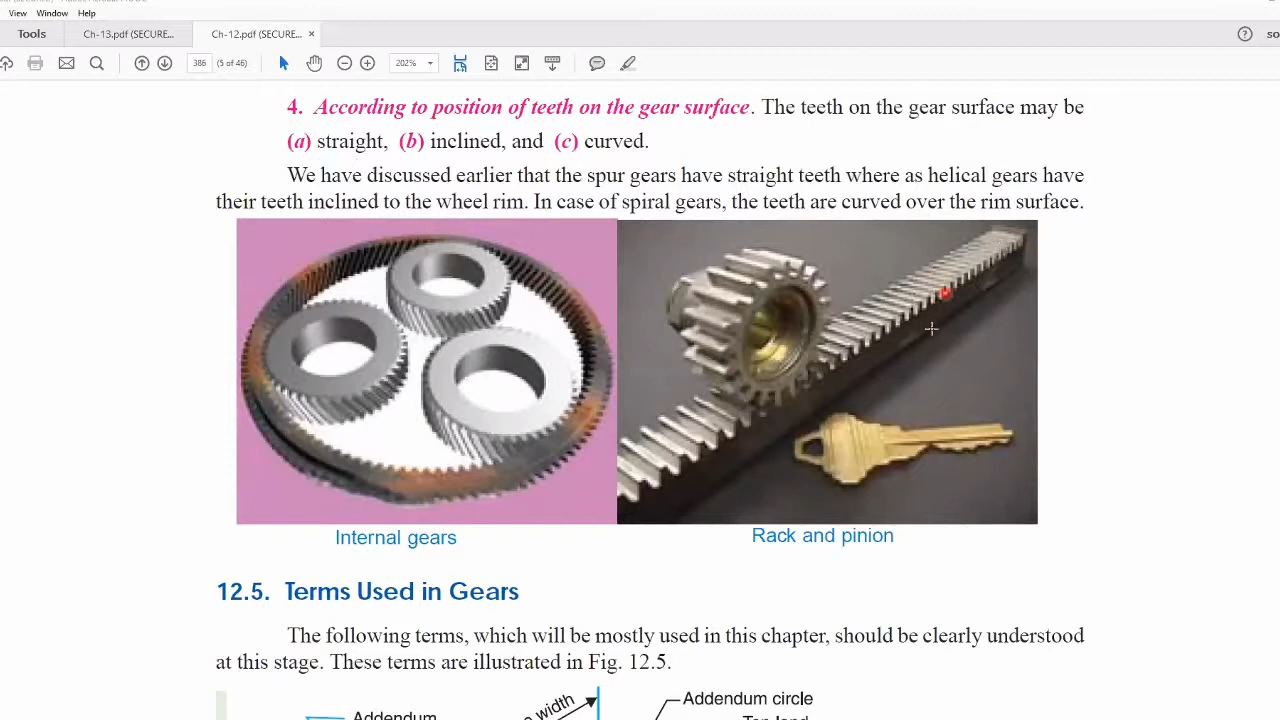 View Window Help
Tools Ch-13.pdf (SECURE... Ch-12.pdf (SECURE... ×
386 (5 of 46) 202%
4. According to position of teeth on the gear surface. The teeth on the gear surface may be
(a) straight, (b) inclined, and (c) curved.
We have discussed earlier that the spur gears have straight teeth where as helical gears have
their teeth inclined to the wheel rim. In case of spiral gears, the teeth are curved over the rim surface.
Internal gears
Rack and pinion
12.5. Terms Used in Gears
The following terms, which will be mostly used in this chapter, should be clearly understood
at this stage. These terms are illustrated in Fig. 12.5.
width
Addendum circle
Addendum